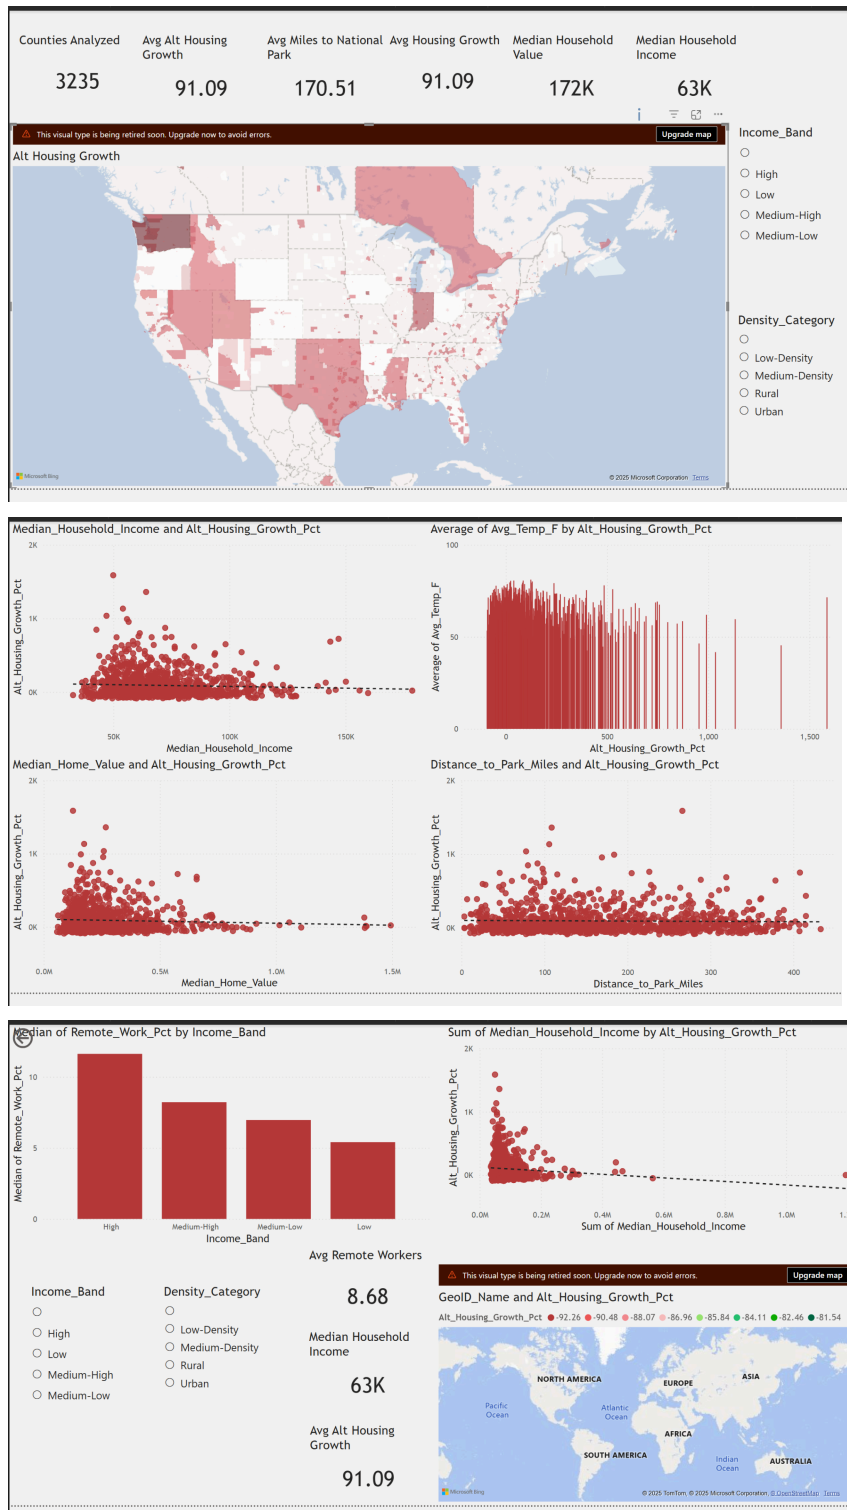 Counties Analyzed
3235
Avg Alt Housing
Growth
91.09
Avg Miles to National
Park
170.51
Avg Housing Growth
91.09
Median Household
Value
172K
Median Household
Income
63K
This visual type is being retired soon. Upgrade now to avoid errors.
Upgrade map
Alt Housing Growth
Microsoft Bing
© 2025 Microsoft Corporation Terms
Income_Band
High
Low
Medium-High
Medium-Low
Density_Category
Low-Density
Medium-Density
Rural
Urban
Median_Household_Income and Alt_Housing_Growth_Pct
2K
1K
0K
Alt_Housing_Growth_Pct
50K
100K
150K
Median_Household_Income
Average of Avg_Temp_F by Alt_Housing_Growth_Pct
100
50
0
Average of Avg_Temp_F
0
500
1,000
1,500
Alt_Housing_Growth_Pct
Median_Home_Value and Alt_Housing_Growth_Pct
2K
1K
0K
Alt_Housing_Growth_Pct
0.0M
0.5M
1.0M
1.5M
Median_Home_Value
Distance_to_Park_Miles and Alt_Housing_Growth_Pct
2K
1K
0K
Alt_Housing_Growth_Pct
0
100
200
300
400
Distance_to_Park_Miles
Median of Remote_Work_Pct by Income_Band
10
5
0
Median of Remote_Work_Pct
High
Medium-High
Medium-Low
Low
Income_Band
Sum of Median_Household_Income by Alt_Housing_Growth_Pct
2K
1K
0K
Alt_Housing_Growth_Pct
0.0M
0.2M
0.4M
0.6M
0.8M
1.0M
1.
Sum of Median_Household_Income
Income_Band
High
Low
Medium-High
Medium-Low
Density_Category
Low-Density
Medium-Density
Rural
Urban
Avg Remote Workers
8.68
Median Household
Income
63K
Avg Alt Housing
Growth
91.09
This visual type is being retired soon. Upgrade now to avoid errors.
Upgrade map
GeoID_Name and Alt_Housing_Growth_Pct
Alt_Housing_Growth_Pct -92.26 -90.48 -88.07 -86.96 -85.84 -84.11 -82.46 -81.54
NORTH AMERICA
EUROPE
ASIA
Pacific
Ocean
Atlantic
Ocean
AFRICA
SOUTH AMERICA
Indian
Ocean
AUSTRALIA
Microsoft Bing
© 2025 TomTom, © 2025 Microsoft Corporation, © OpenStreetMap Terms